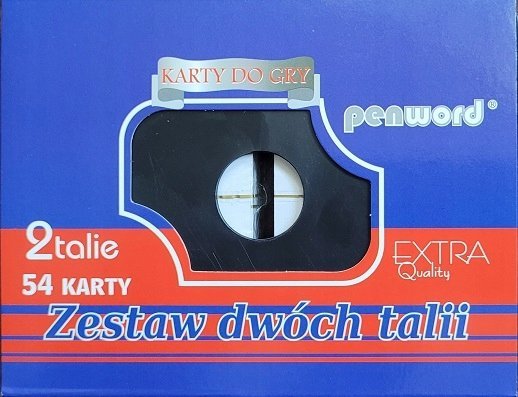 KARTY DO GRY
penword®
2talie
54 KARTY
EXTRA
Quality
Zestaw dwóch talii